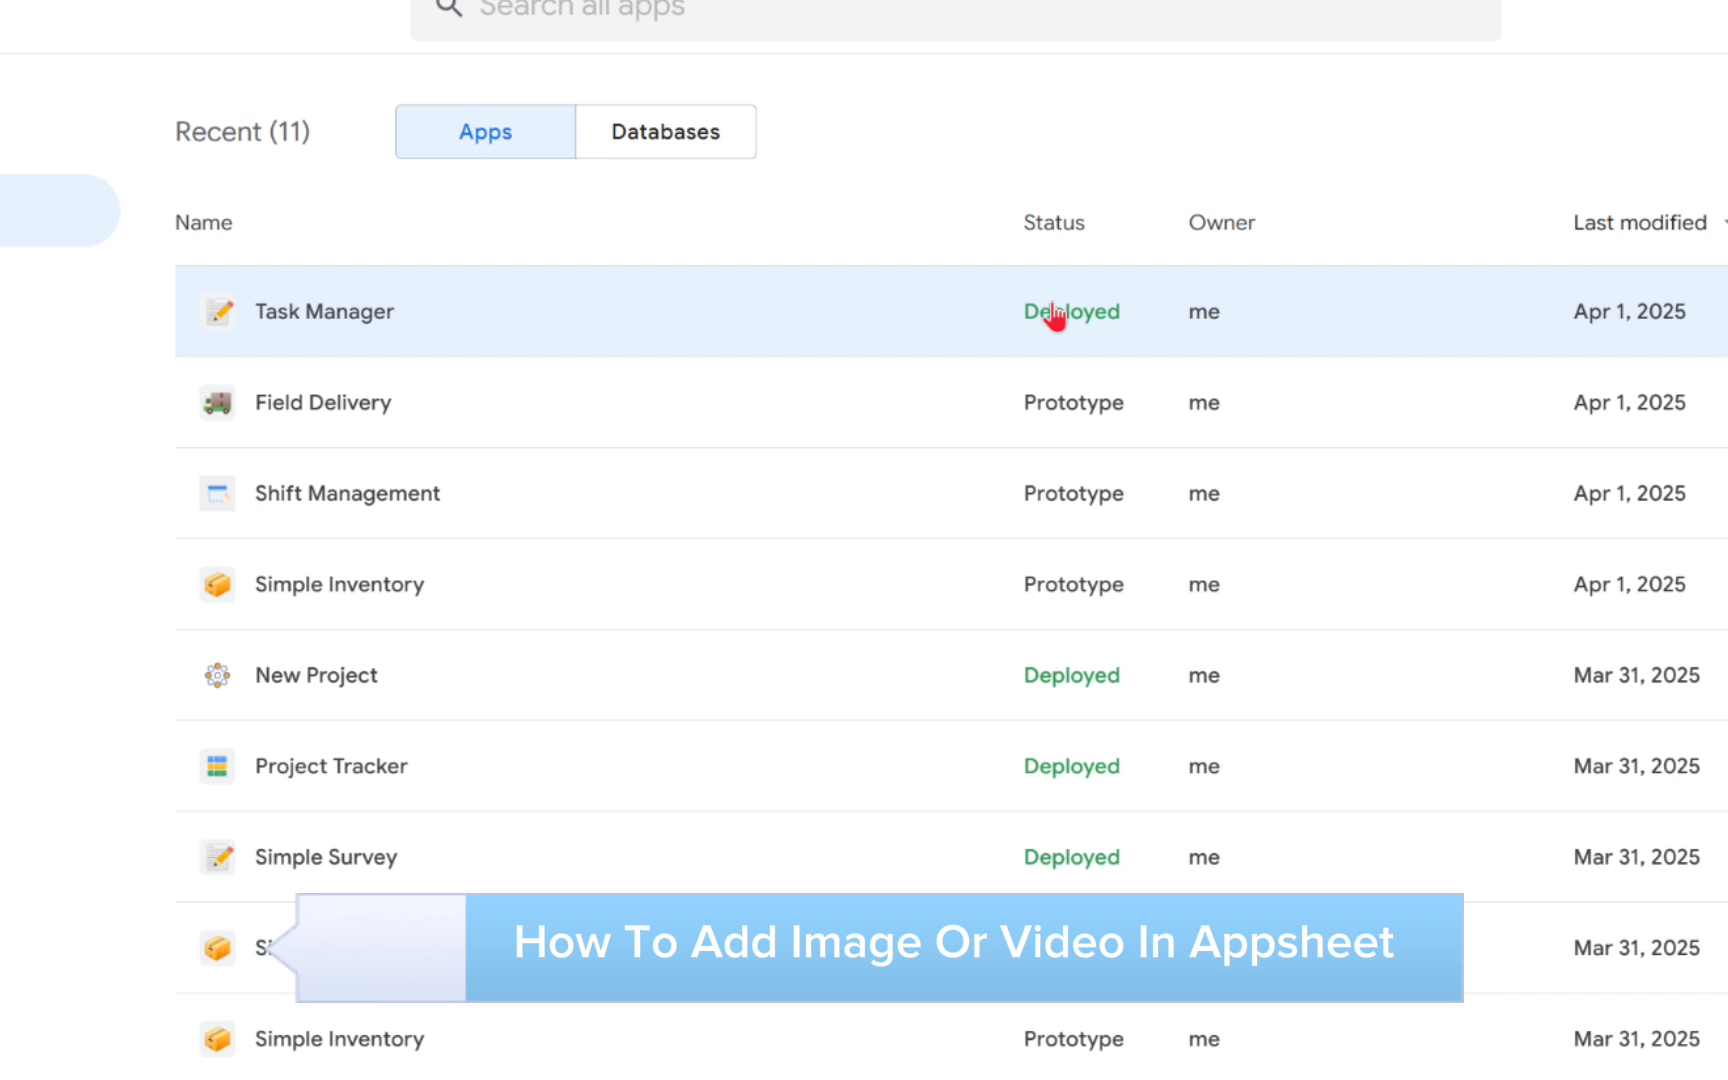 Search all apps
Recent (11) Apps Databases
Name Status Owner Last modified
Task Manager Deployed me Apr 1, 2025
Field Delivery Prototype me Apr 1, 2025
Shift Management Prototype me Apr 1, 2025
Simple Inventory Prototype me Apr 1, 2025
New Project Deployed me Mar 31, 2025
Project Tracker Deployed me Mar 31, 2025
Simple Survey Deployed me Mar 31, 2025
Mar 31, 2025
How To Add Image Or Video In Appsheet
Simple Inventory Prototype me Mar 31, 2025